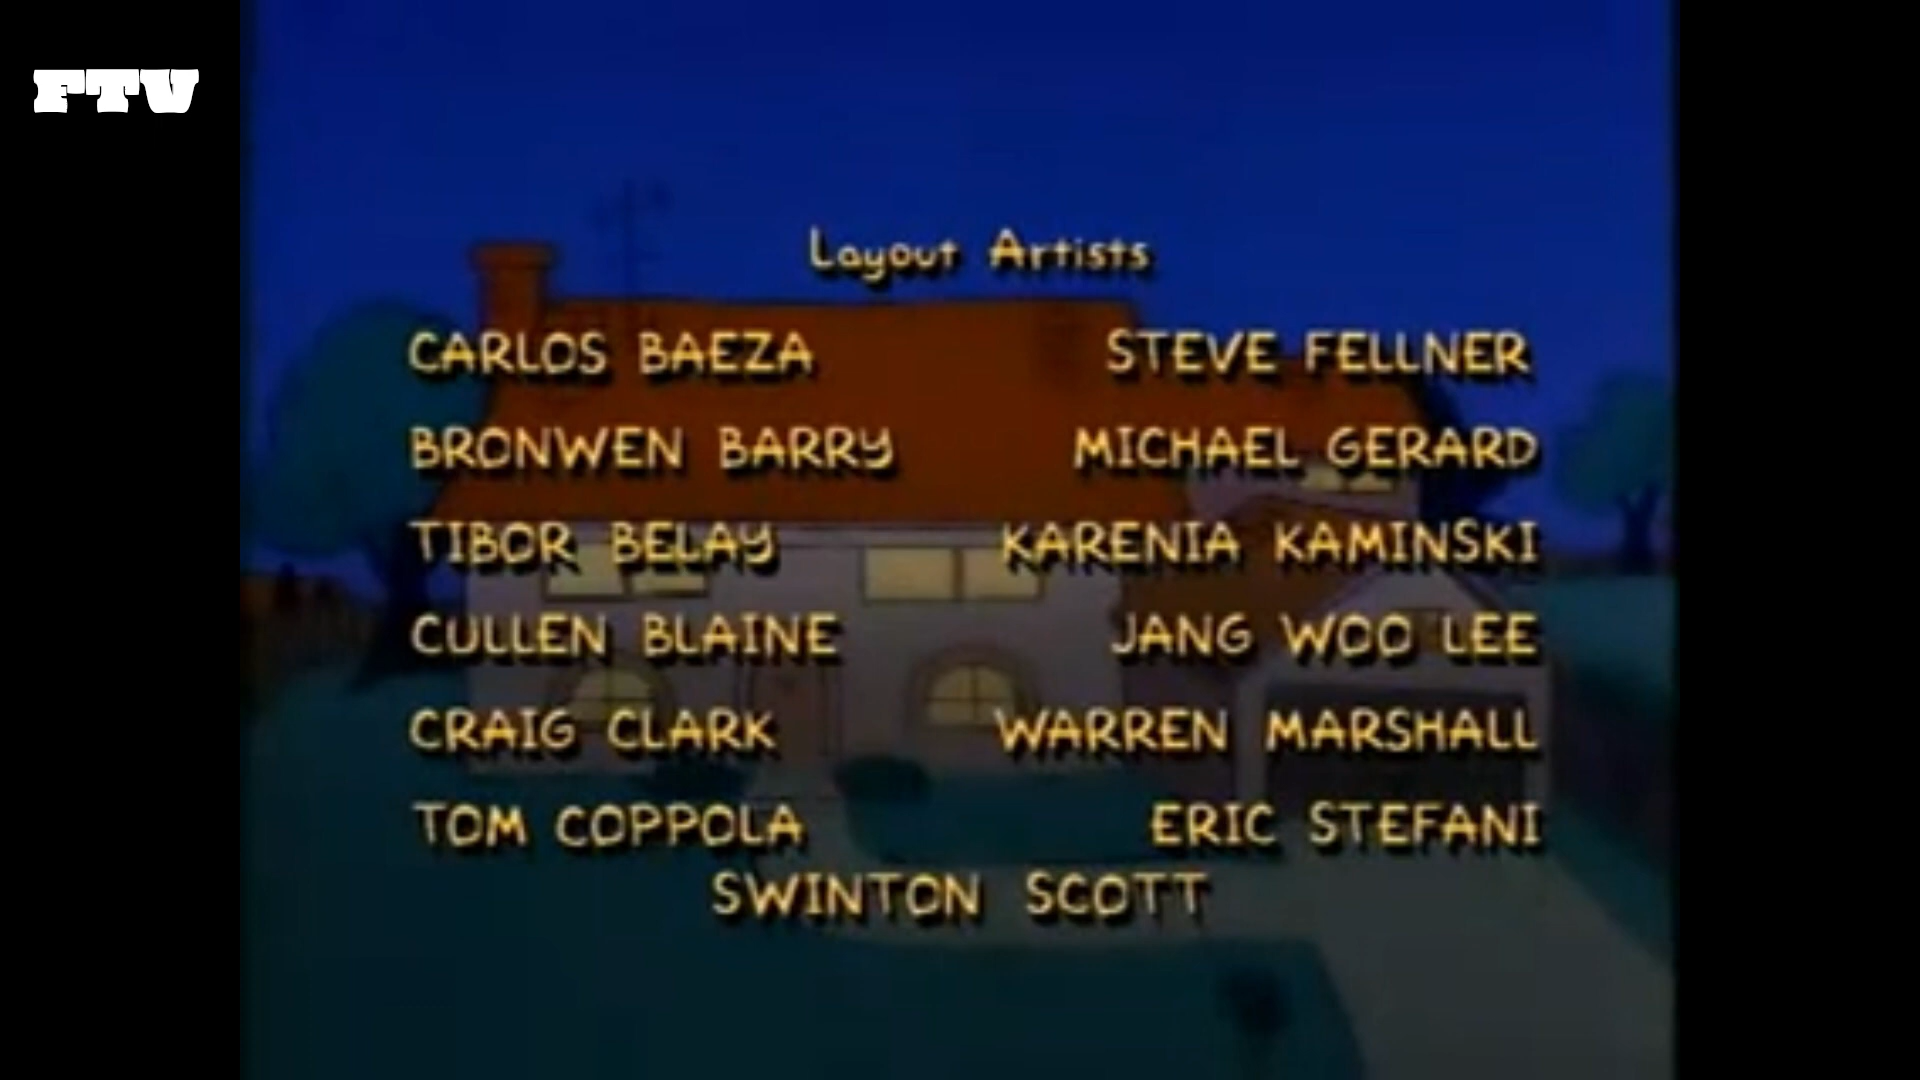 FTV
Layout Artists
CARLOS BAEZA STEVE FELLNER
BRONWEN BARRY MICHAEL GERARD
TIBOR BELAY KARENIA KAMINSKI
CULLEN BLAINE JANG WOO LEE
CRAIG CLARK WARREN MARSHALL
TOM COPPOLA ERIC STEFANI
SWINTON SCOTT